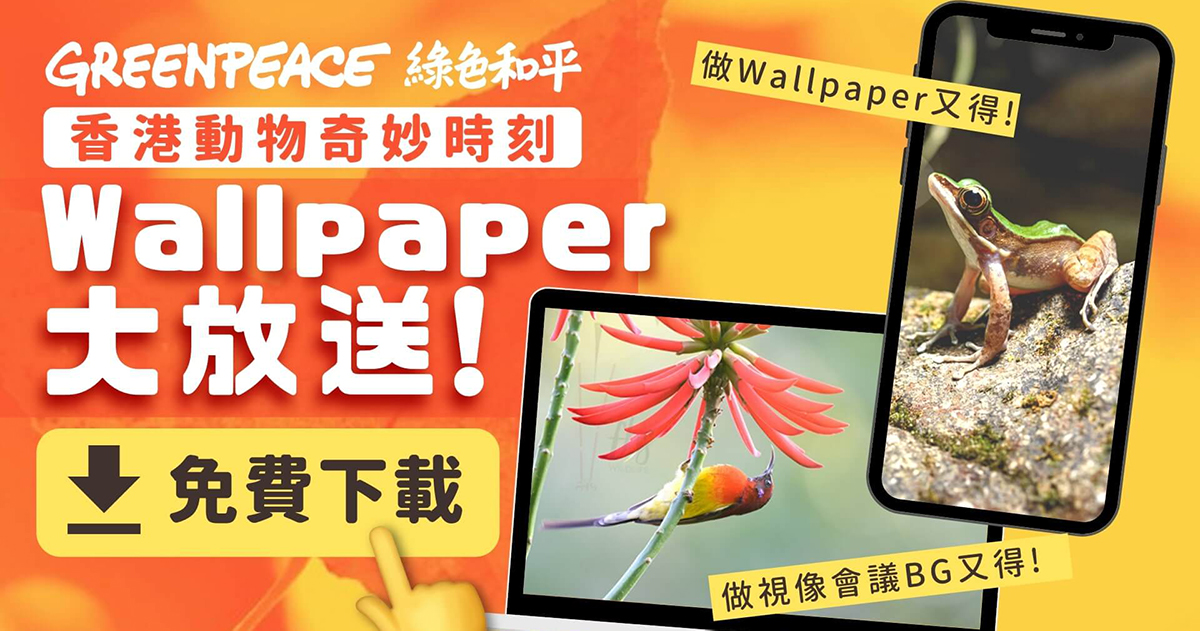 GREENPEACE 綠色和平
香港動物奇妙時刻
Wallpaper
大放送!
免費下載
做Wallpaper又得!
做視像會議BG又得!